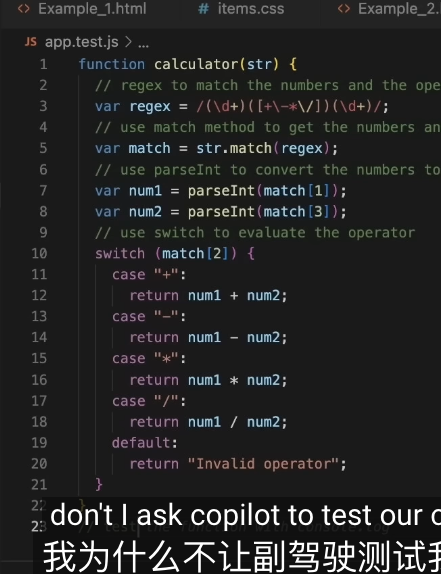 <> Example_1.html # items.css <> Example_2.
JS app.test.js > ...
1 function calculator(str) {
2 // regex to match the numbers and the ope
3 var regex = /(\d+)([+\-*\/])(\d+)/;
4 // use match method to get the numbers an
5 var match = str.match(regex);
6 // use parseInt to convert the numbers to
7 var num1 = parseInt(match[1]);
8 var num2 = parseInt(match[3]);
9 // use switch to evaluate the operator
10 switch (match[2]) {
11 case "+":
12 return num1 + num2;
13 case "-":
14 return num1 - num2;
15 case "*":
16 return num1 * num2;
17 case "/":
18 return num1 / num2;
19 default:
20 return "Invalid operator";
21 }
22 }
23
don't I ask copilot to test our c
我为什么不让副驾驶测试我